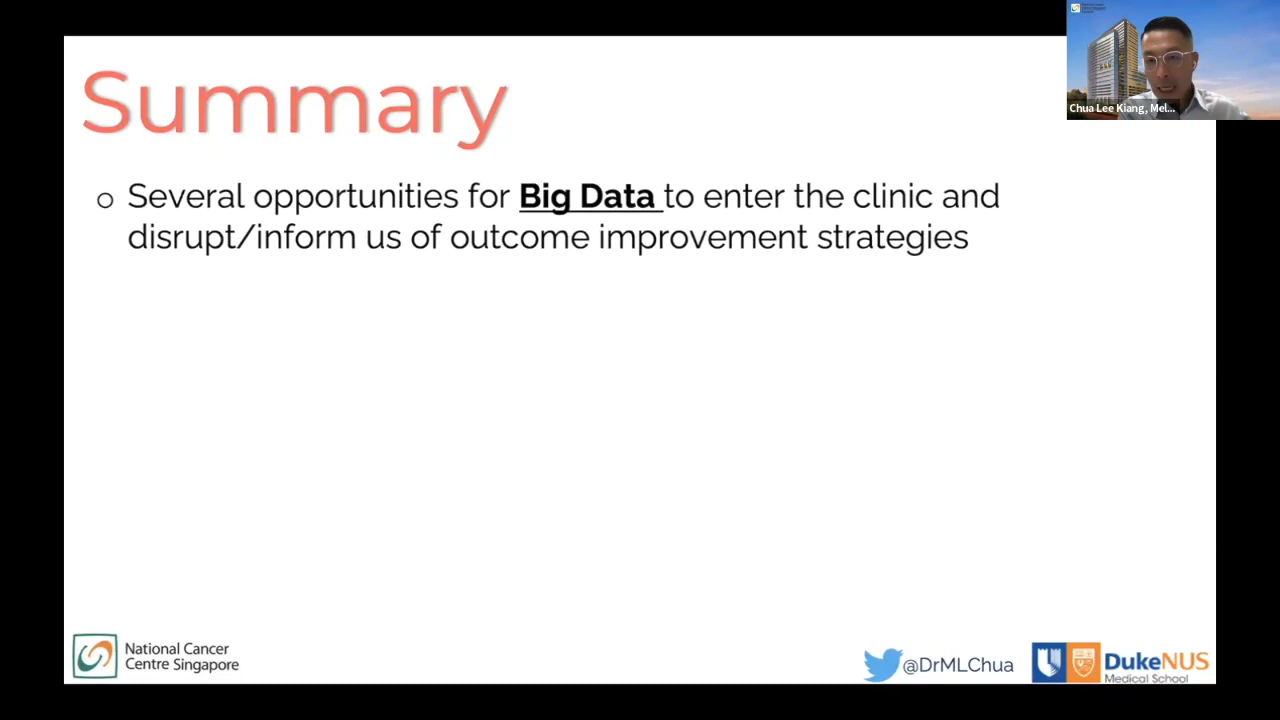 Summary
Chua Lee Kiang, Mel...
o Several opportunities for Big Data to enter the clinic and
disrupt/inform us of outcome improvement strategies
National Cancer
Centre Singapore
@DrMLChua
DukeNUS
Medical School